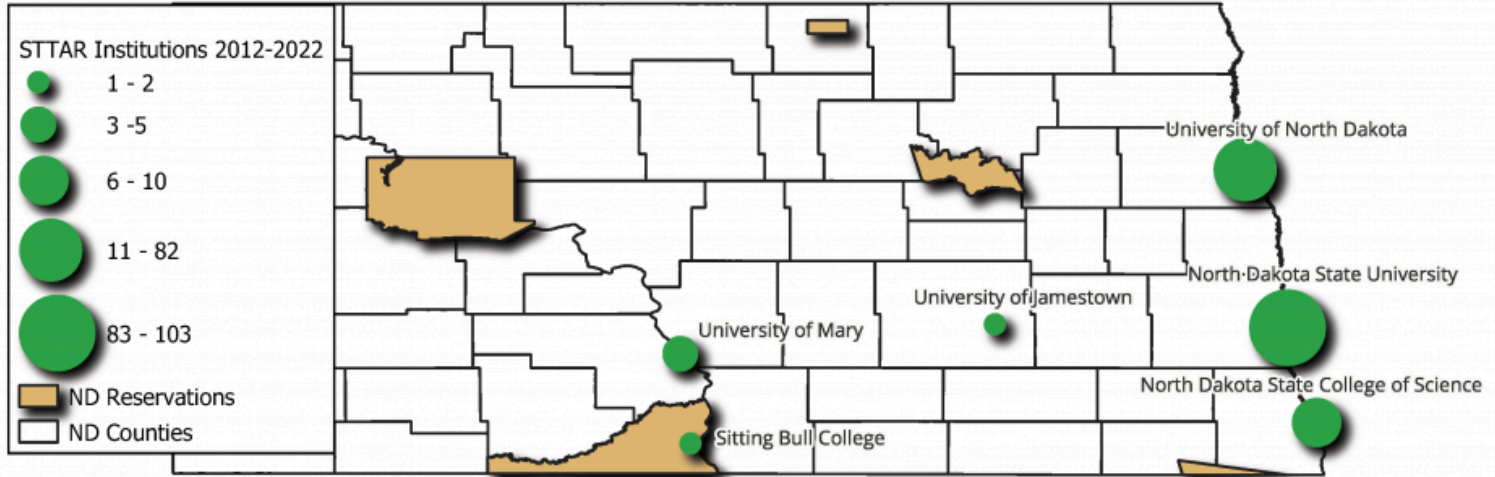 STTAR Institutions 2012-2022
1 - 2
3 -5
6 - 10
11 - 82
83 - 103
ND Reservations
ND Counties
University of North Dakota
North Dakota State University
University of Jamestown
University of Mary
North Dakota State College of Science
Sitting Bull College